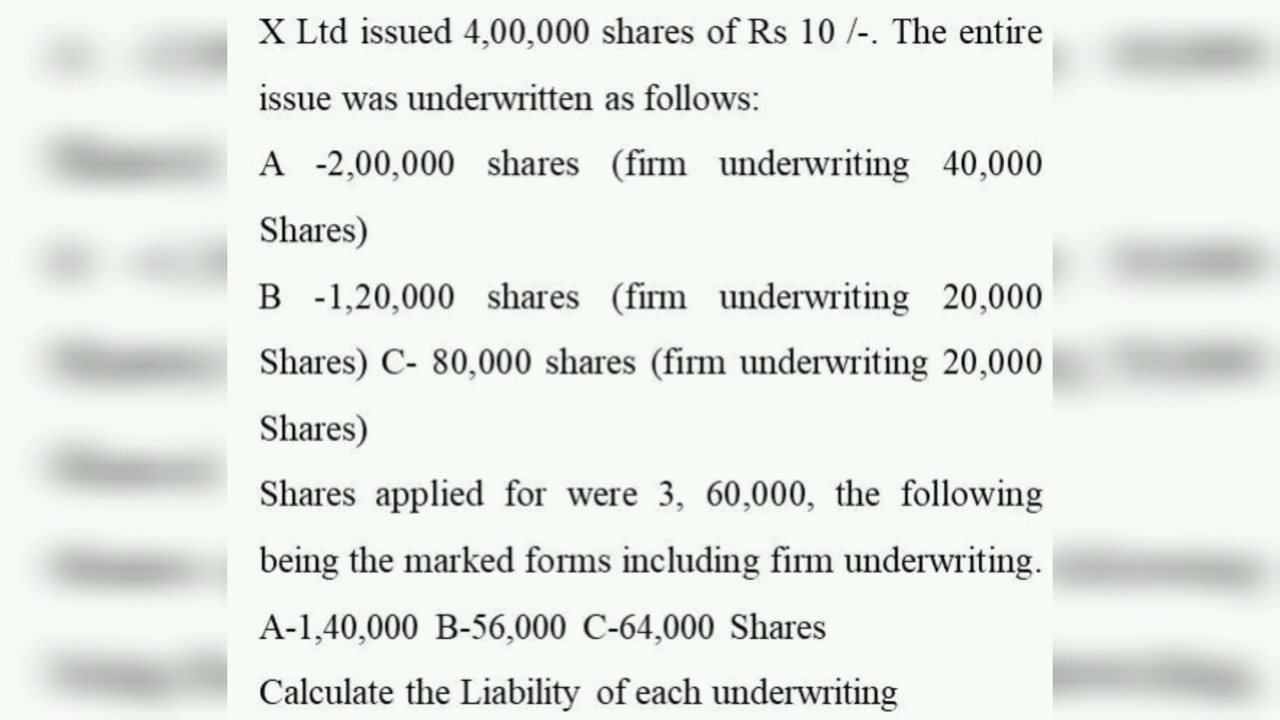 X Ltd issued 4,00,000 shares of Rs 10 /-. The entire
issue was underwritten as follows:
A -2,00,000 shares (firm underwriting 40,000
Shares)
B -1,20,000 shares (firm underwriting 20,000
Shares) C- 80,000 shares (firm underwriting 20,000
Shares)
Shares applied for were 3, 60,000, the following
being the marked forms including firm underwriting.
A-1,40,000 B-56,000 C-64,000 Shares
Calculate the Liability of each underwriting